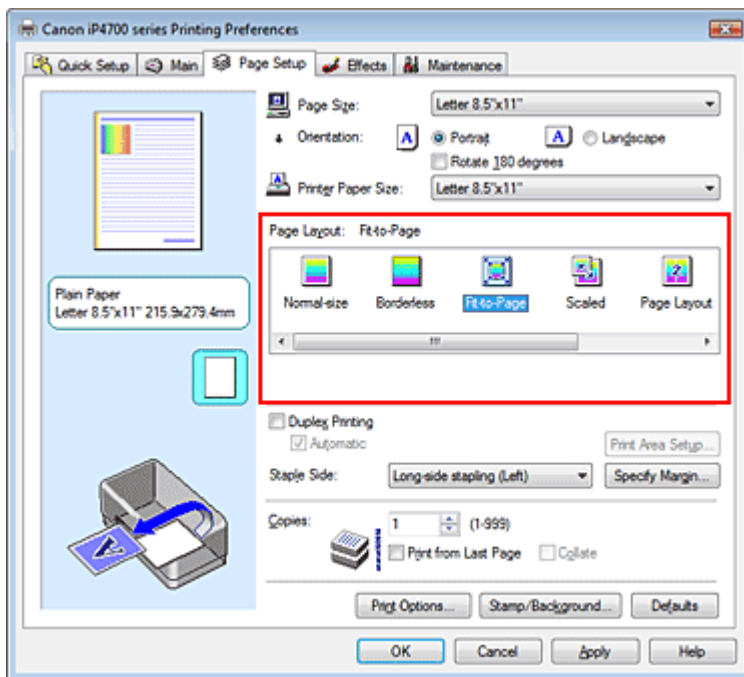 Canon iP4700 series Printing Preferences
Quick Setup Main Page Setup Effects Maintenance
Page Size: Letter 8.5"x11"
Orientation: A Portrait A Landscape
Rotate 180 degrees
Printer Paper Size: Letter 8.5"x11"
Page Layout: Fit-to-Page
Normal-size Borderless Fit-to-Page Scaled Page Layout
Plain Paper
Letter 8.5"x11" 215.9x279.4mm
Duplex Printing
Automatic
Print Area Setup...
Staple Side: Long-side stapling (Left) Specify Margin...
Copies: 1 (1-999)
Print from Last Page Collate
Print Options... Stamp/Background... Defaults
OK Cancel Apply Help